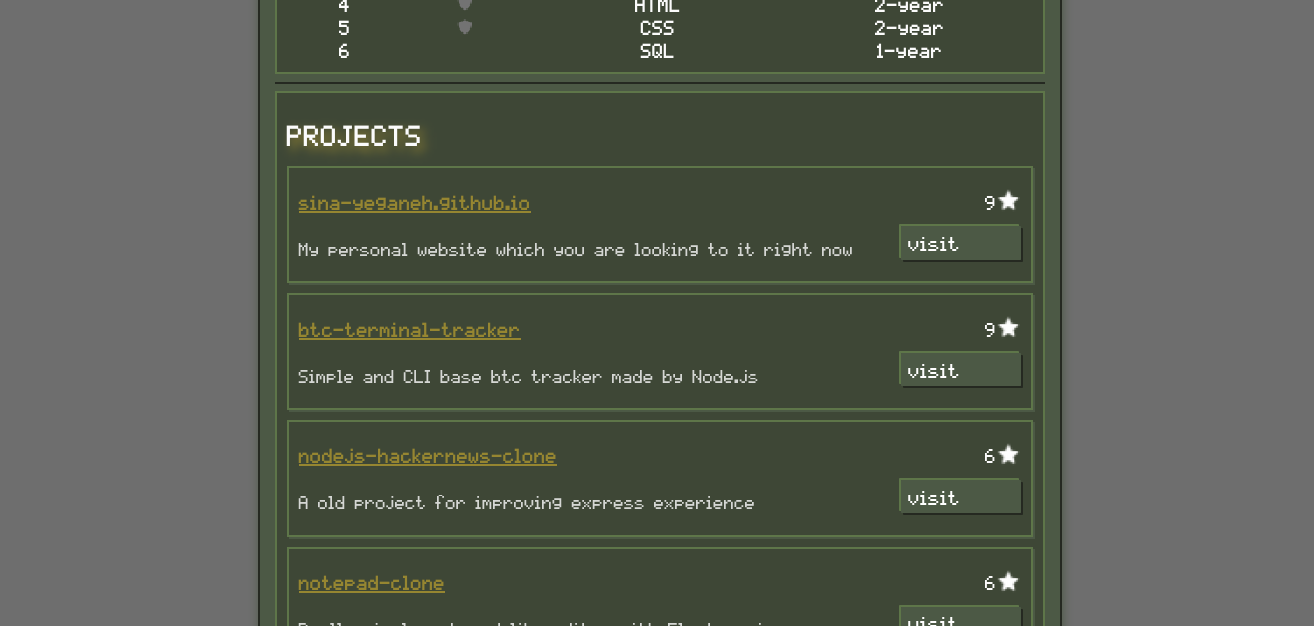 4 HTML 2-year
5 CSS 2-year
6 SQL 1-year
PROJECTS
sina-yeganeh.github.io 9
My personal website which you are looking to it right now visit
btc-terminal-tracker 9
Simple and CLI base btc tracker made by Node.js visit
nodejs-hackernews-clone 6
A old project for improving express experience visit
notepad-clone 6
visit